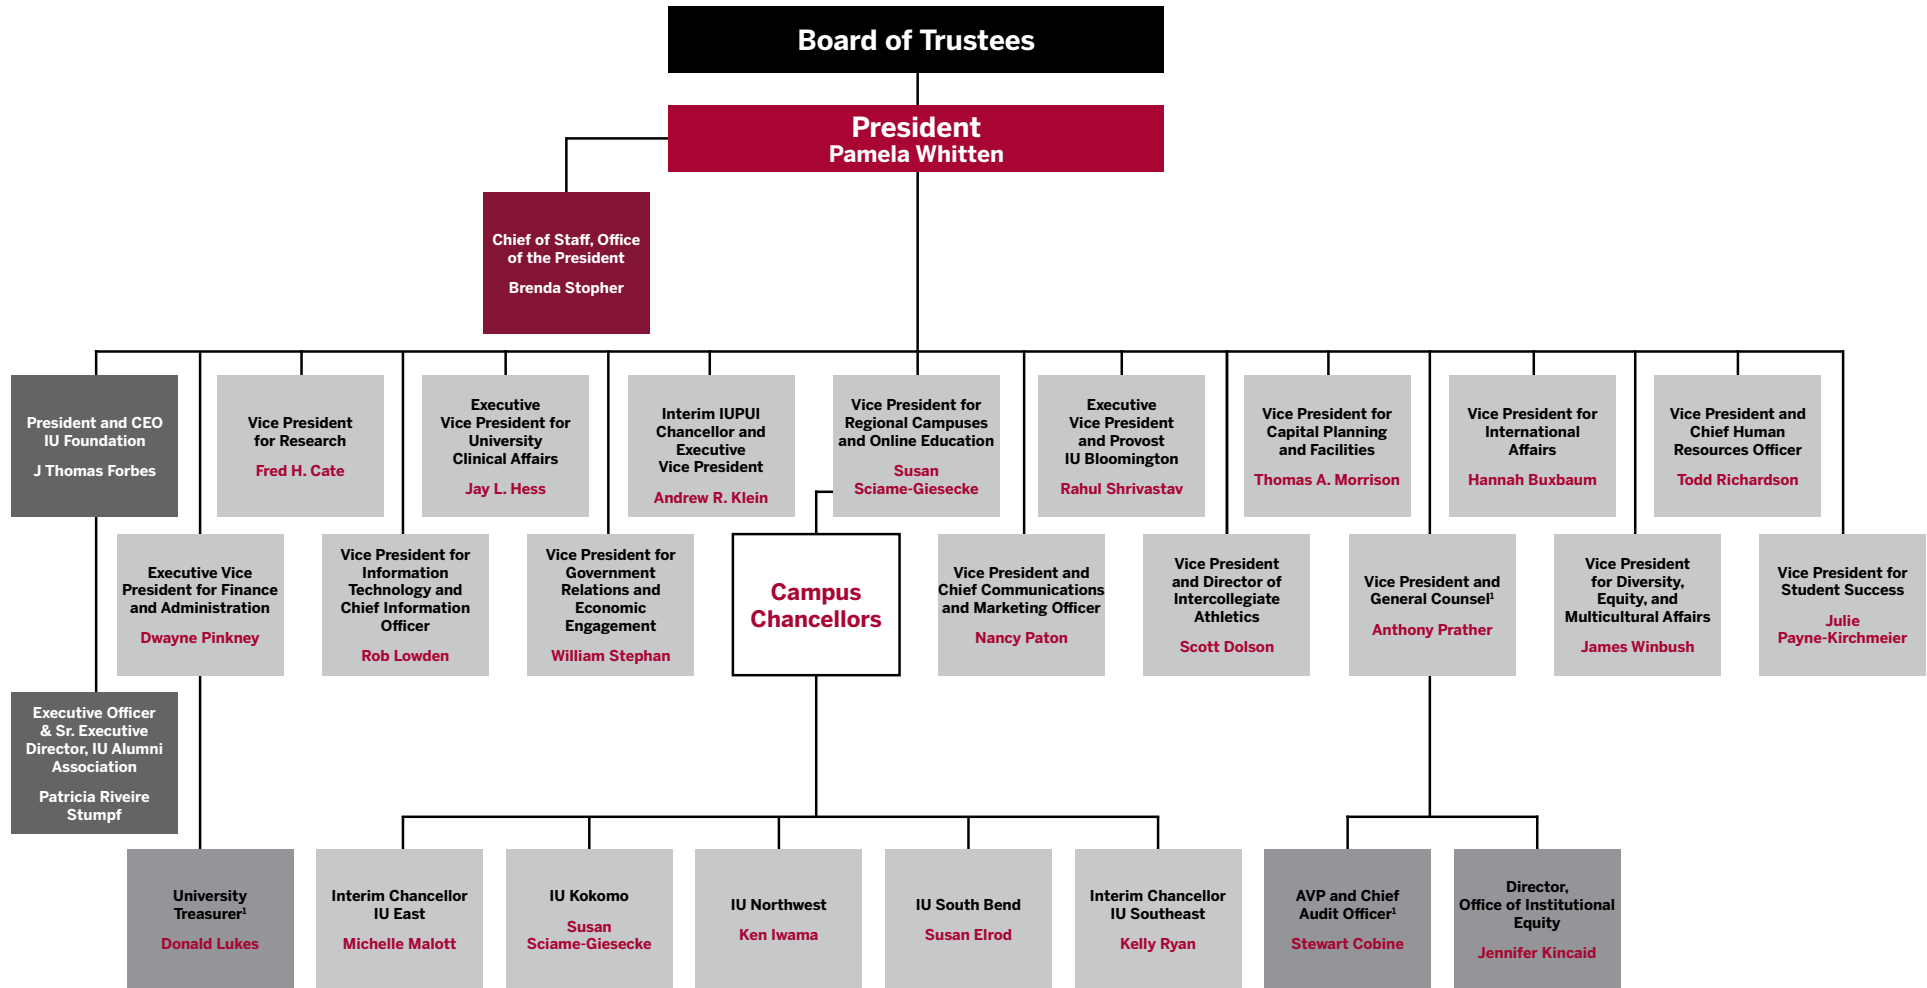 Board of Trustees
President
Pamela Whitten
Chief of Staff, Office
of the President
Brenda Stopher
President and CEO
IU Foundation
J Thomas Forbes
Vice President
for Research
Fred H. Cate
Executive
Vice President for
University
Clinical Affairs
Jay L. Hess
Interim IUPUI
Chancellor and
Executive
Vice President
Andrew R. Klein
Vice President for
Regional Campuses
and Online Education
Susan
Sciame-Giesecke
Executive
Vice President
and Provost
IU Bloomington
Rahul Shrivastav
Vice President for
Capital Planning
and Facilities
Thomas A. Morrison
Vice President for
International
Affairs
Hannah Buxbaum
Vice President and
Chief Human
Resources Officer
Todd Richardson
Executive Vice
President for Finance
and Administration
Dwayne Pinkney
Vice President for
Information
Technology and
Chief Information
Officer
Rob Lowden
Vice President for
Government
Relations and
Economic
Engagement
William Stephan
Campus
Chancellors
Vice President and
Chief Communications
and Marketing Officer
Nancy Paton
Vice President
and Director of
Intercollegiate
Athletics
Scott Dolson
Vice President and
General Counsel¹
Anthony Prather
Vice President
for Diversity,
Equity, and
Multicultural Affairs
James Winbush
Vice President for
Student Success
Julie
Payne-Kirchmeier
Executive Officer
& Sr. Executive
Director, IU Alumni
Association
Patricia Riveire
Stumpf
University
Treasurer¹
Donald Lukes
Interim Chancellor
IU East
Michelle Malott
IU Kokomo
Susan
Sciame-Giesecke
IU Northwest
Ken Iwama
IU South Bend
Susan Elrod
Interim Chancellor
IU Southeast
Kelly Ryan
AVP and Chief
Audit Officer¹
Stewart Cobine
Director,
Office of Institutional
Equity
Jennifer Kincaid